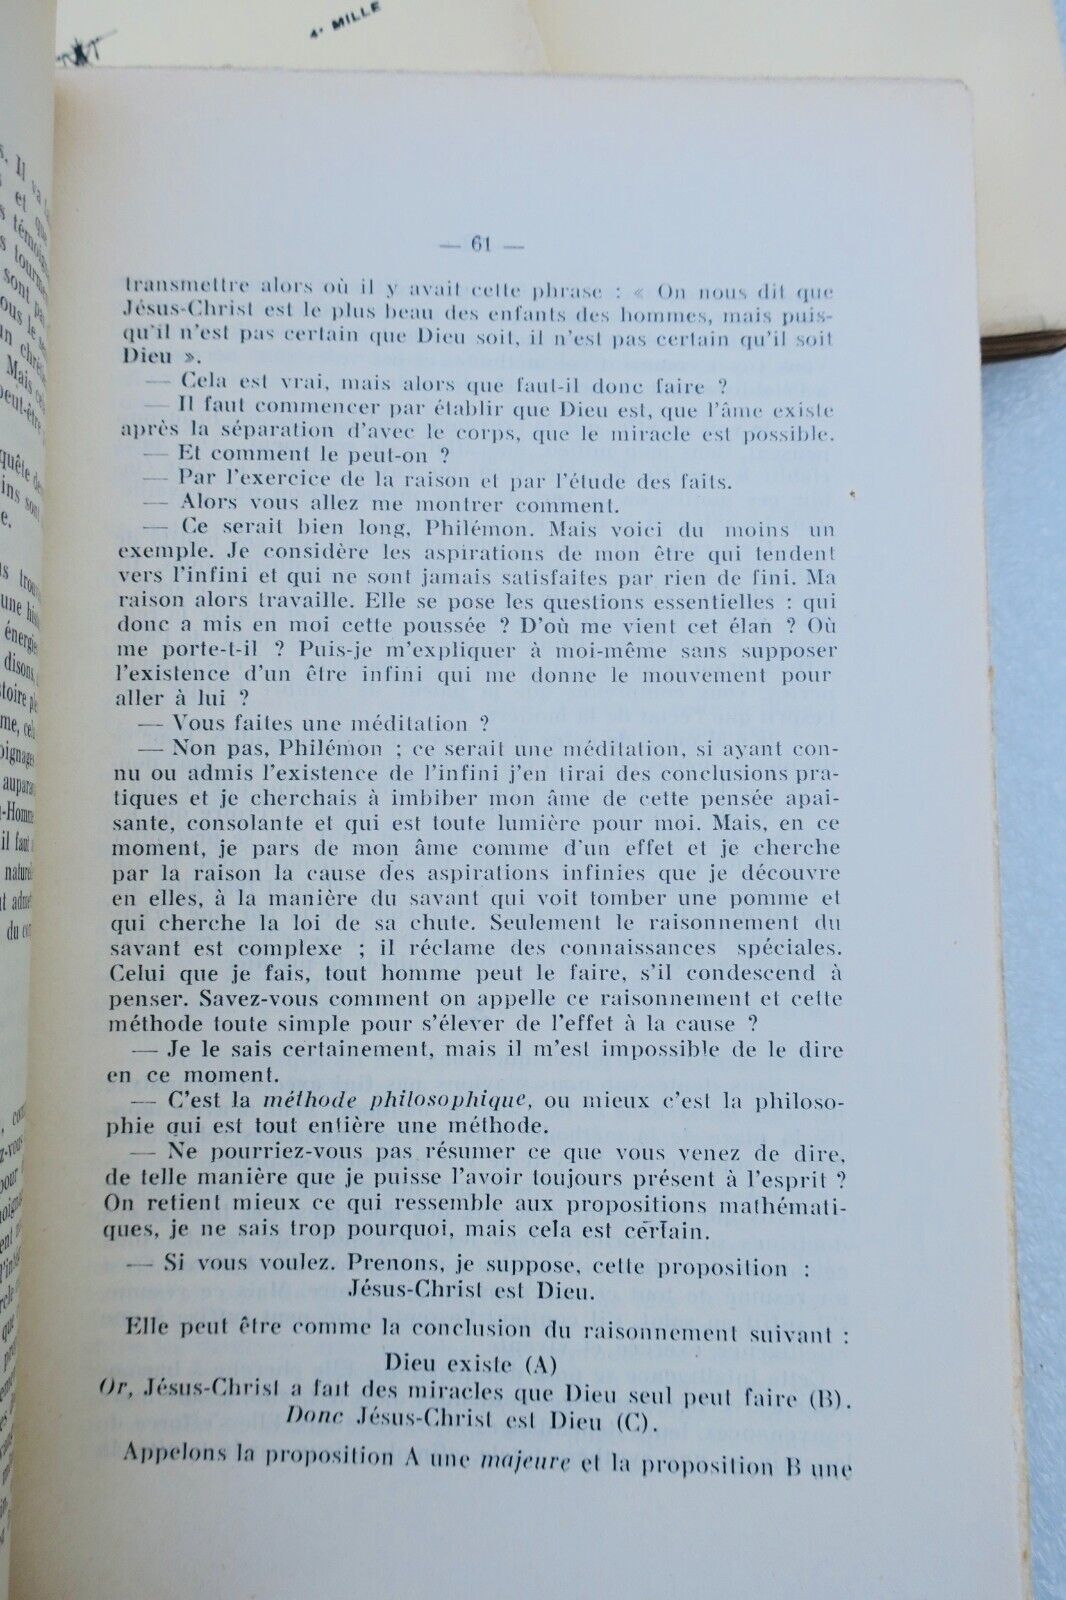 4e MILLE
— 61 —
transmettre alors où il y avait cette phrase : « On nous dit que
Jésus-Christ est le plus beau des enfants des hommes, mais puis-
qu'il n'est pas certain que Dieu soit, il n'est pas certain qu'il soit
Dieu ».
— Cela est vrai, mais alors que faut-il donc faire ?
— Il faut commencer par établir que Dieu est, que l'âme existe
après la séparation d'avec le corps, que le miracle est possible.
— Et comment le peut-on ?
— Par l'exercice de la raison et par l'étude des faits.
— Alors vous allez me montrer comment.
— Ce serait bien long, Philémon. Mais voici du moins un
exemple. Je considère les aspirations de mon être qui tendent
vers l'infini et qui ne sont jamais satisfaites par rien de fini. Ma
raison alors travaille. Elle se pose les questions essentielles : qui
donc a mis en moi cette poussée ? D'où me vient cet élan ? Où
me porte-t-il ? Puis-je m'expliquer à moi-même sans supposer
l'existence d'un être infini qui me donne le mouvement pour
aller à lui ?
— Vous faites une méditation ?
— Non pas, Philémon ; ce serait une méditation, si ayant con-
nu ou admis l'existence de l'infini j'en tirai des conclusions pra-
tiques et je cherchais à imbiber mon âme de cette pensée apai-
sante, consolante et qui est toute lumière pour moi. Mais, en ce
moment, je pars de mon âme comme d'un effet et je cherche
par la raison la cause des aspirations infinies que je découvre
en elles, à la manière du savant qui voit tomber une pomme et
qui cherche la loi de sa chute. Seulement le raisonnement du
savant est complexe ; il réclame des connaissances spéciales.
Celui que je fais, tout homme peut le faire, s'il condescend à
penser. Savez-vous comment on appelle ce raisonnement et cette
méthode toute simple pour s'élever de l'effet à la cause ?
— Je le sais certainement, mais il m'est impossible de le dire
en ce moment.
— C'est la méthode philosophique, ou mieux c'est la philoso-
phie qui est tout entière une méthode.
— Ne pourriez-vous pas résumer ce que vous venez de dire,
de telle manière que je puisse l'avoir toujours présent à l'esprit ?
On retient mieux ce qui ressemble aux propositions mathémati-
ques, je ne sais trop pourquoi, mais cela est certain.
— Si vous voulez. Prenons, je suppose, cette proposition :
Jésus-Christ est Dieu.
Elle peut être comme la conclusion du raisonnement suivant :
Dieu existe (A)
Or, Jésus-Christ a fait des miracles que Dieu seul peut faire (B).
Donc Jésus-Christ est Dieu (C).
Appelons la proposition A une majeure et la proposition B une